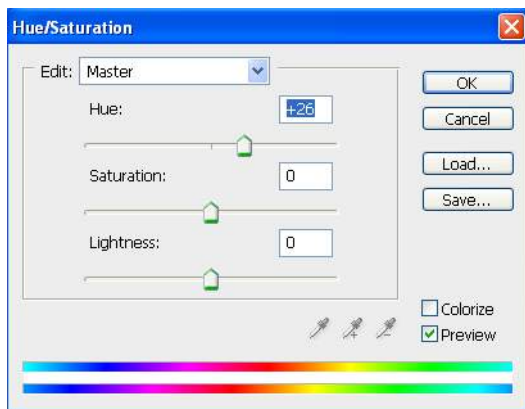 Hue/Saturation
Edit: Master
Hue: +26
Saturation: 0
Lightness: 0
OK
Cancel
Load...
Save...
Colorize
Preview